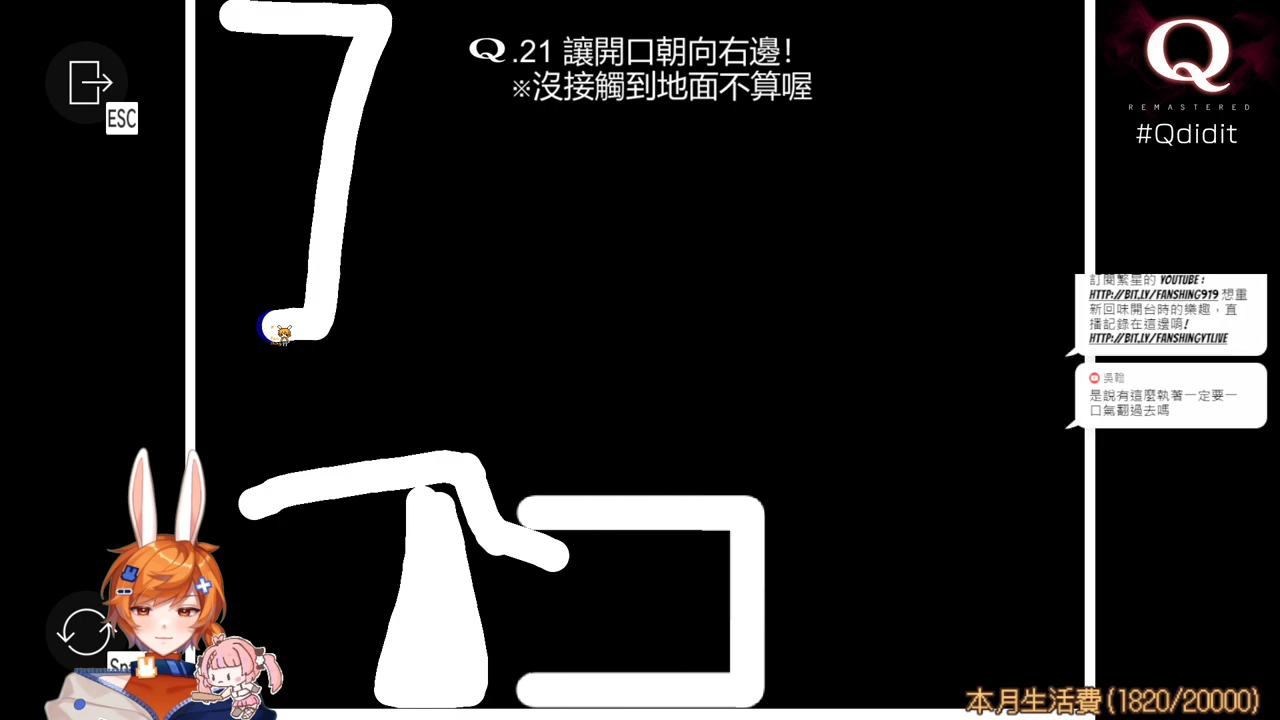 Q.21 讓開口朝向右邊!
※沒接觸到地面不算喔
ESC
Q
REMASTERED
#Qdidit
訂閱繁星的 YOUTUBE:
HTTP://BIT.LY/FANSHING919 想重
新回味開台時的樂趣,直
播記錄在這邊唷!
HTTP://BIT.LY/FANSHINGYTLIVE
吳翰
是說有這麼執著一定要一
口氣翻過去嗎
本月生活費(1820/20000)